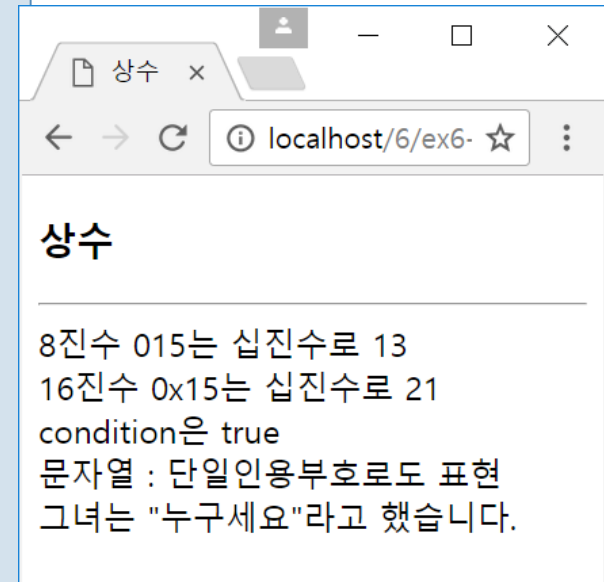 상수
localhost/6/ex6-
상수
8진수 015는 십진수로 13
16진수 0x15는 십진수로 21
condition은 true
문자열 : 단일인용부호로도 표현
그녀는 "누구세요"라고 했습니다.